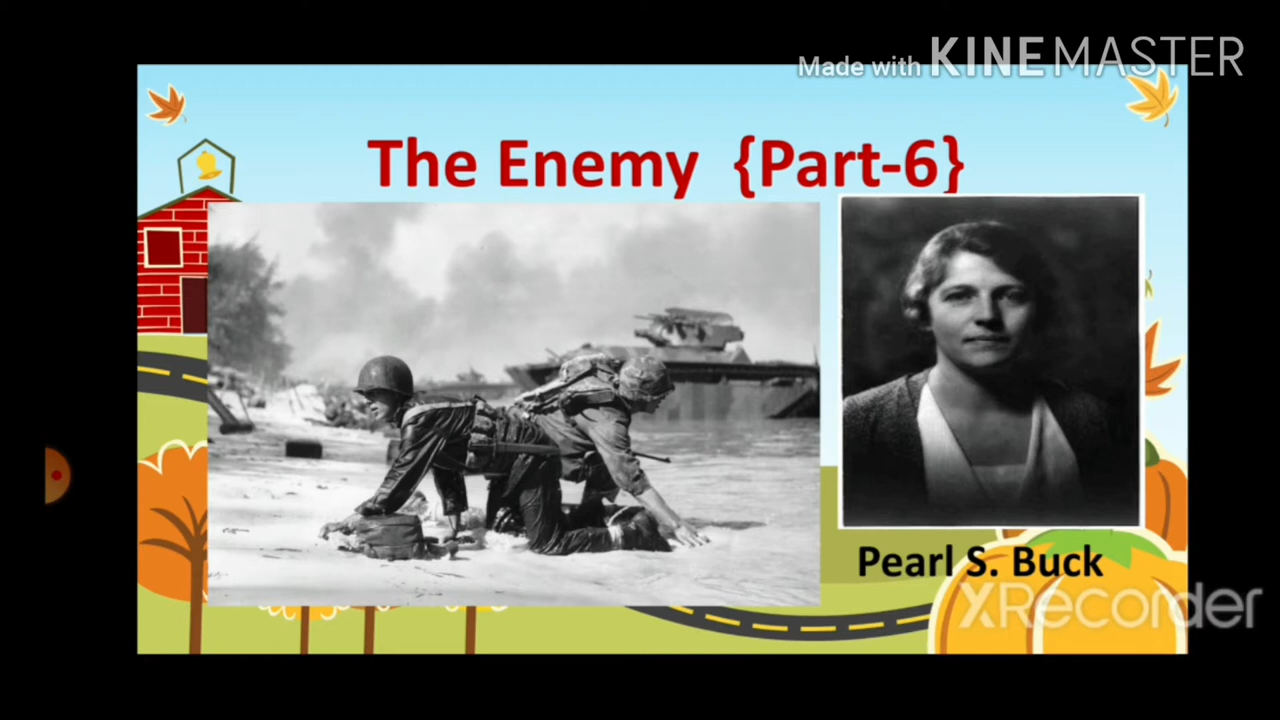 Made with KINEMASTER
The Enemy {Part-6}
Pearl S. Buck
XRecorder